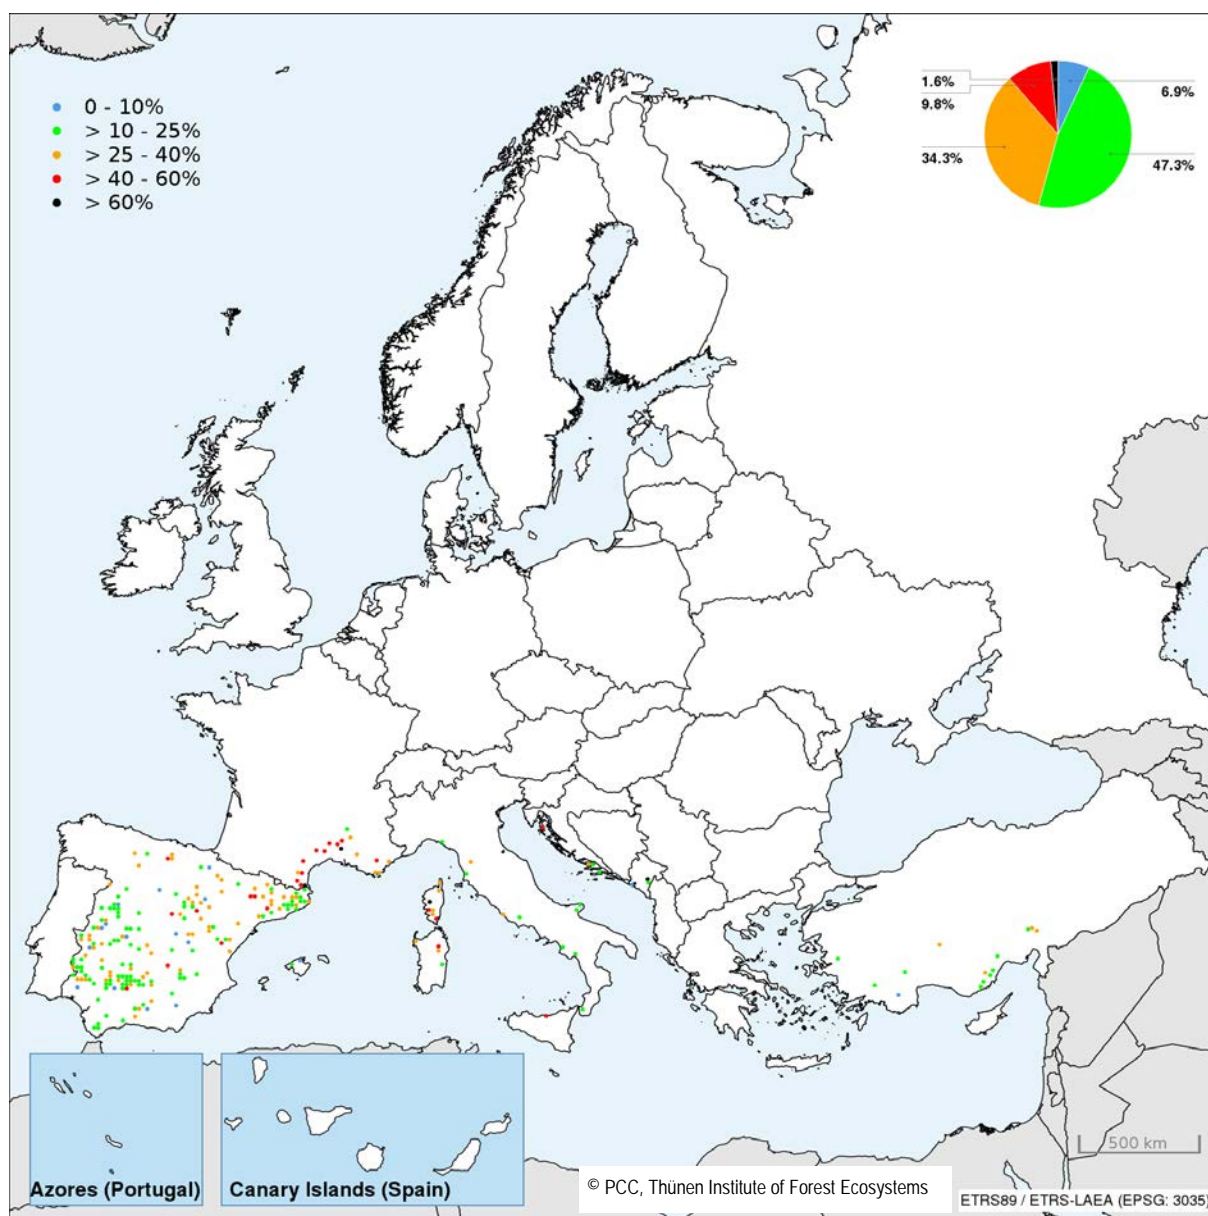 0 - 10%
> 10 - 25%
> 25 - 40%
> 40 - 60%
> 60%
1.6%
9.8%
6.9%
34.3%
47.3%
500 km
Azores (Portugal)
Canary Islands (Spain)
© PCC, Thünen Institute of Forest Ecosystems
ETRS89 / ETRS-LAEA (EPSG: 3035)